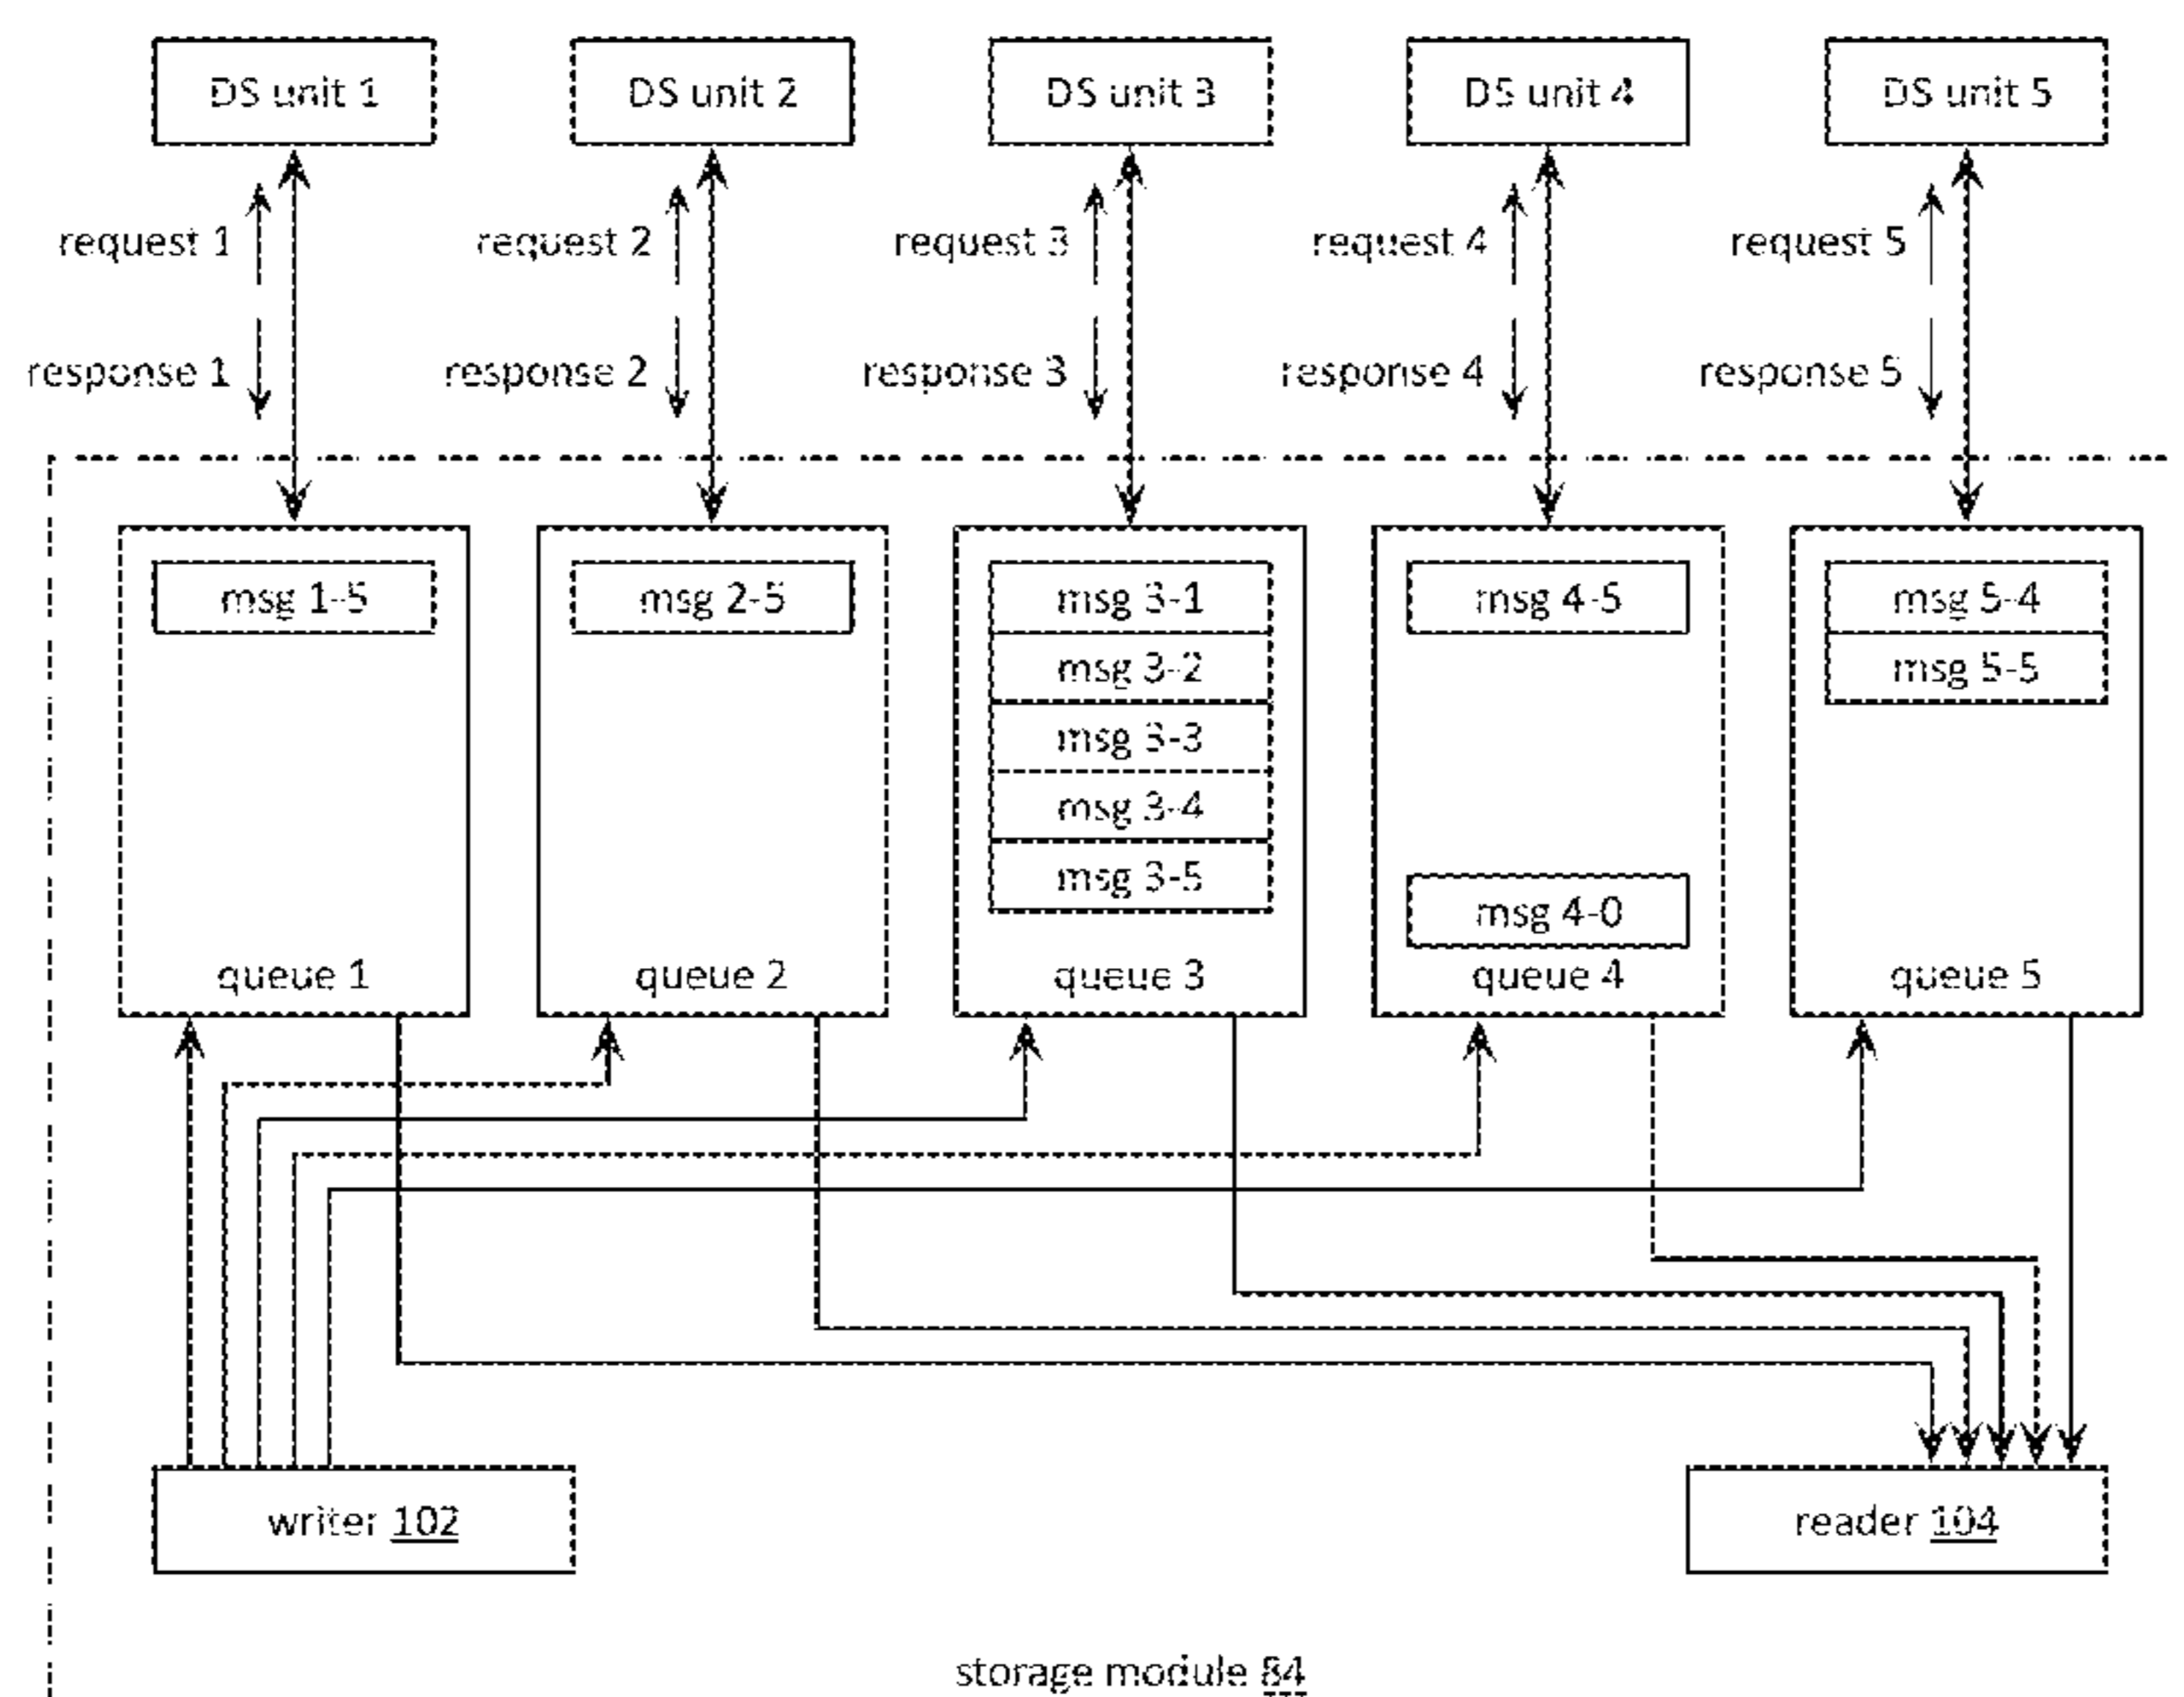 DS unit 1 DS unit 2 DS unit 3 DS unit 4 DS unit 5
request 1 request 2 request 3 request 4 request 5
response 1 response 2 response 3 response 4 response 5
msg 1-5 msg 2-5 msg 3-1 msg 4-5 msg 5-4
msg 3-2 msg 5-5
msg 3-3
msg 3-4
msg 3-5
msg 4-0
queue 1 queue 2 queue 3 queue 4 queue 5
writer 102 reader 104
storage module 84